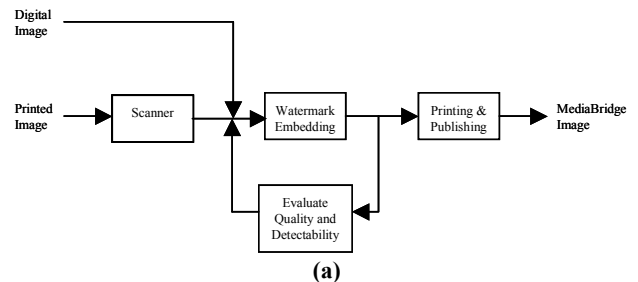 Digital
Image
Printed
Image
Scanner
Watermark
Embedding
Printing &
Publishing
MediaBridge
Image
Evaluate
Quality and
Detectability
(a)